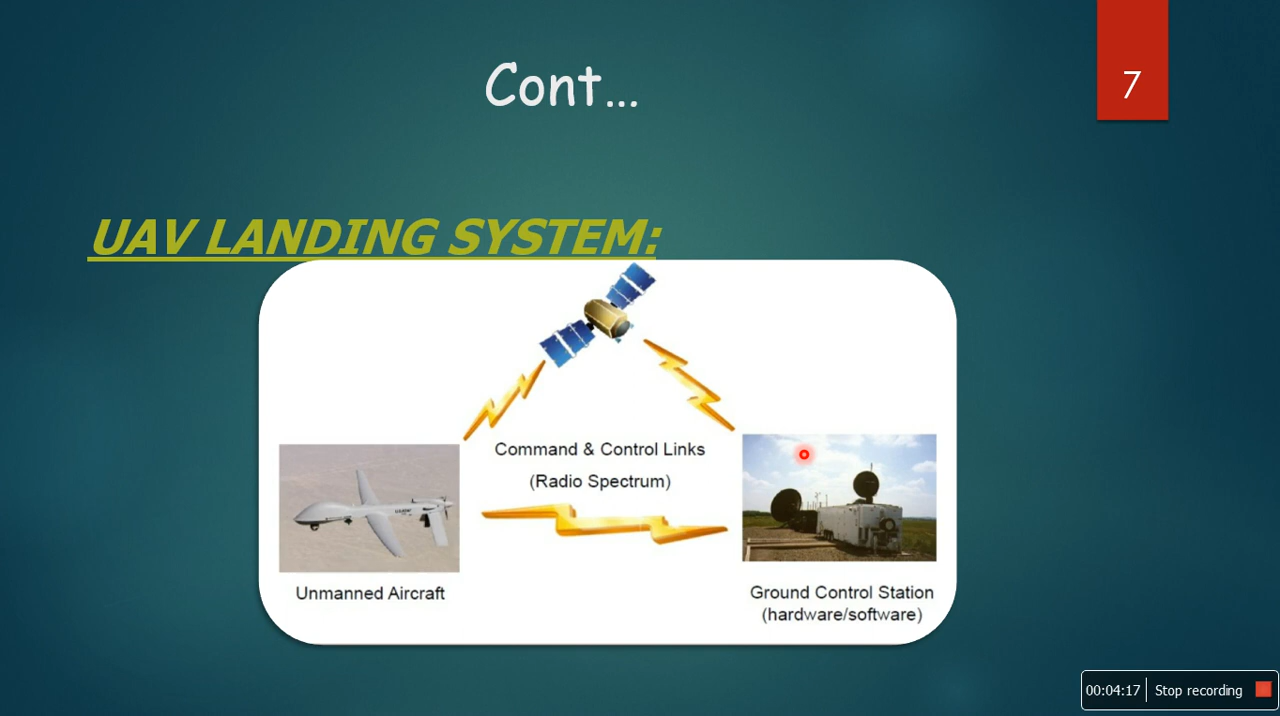 Cont...
7
UAV LANDING SYSTEM:
Command & Control Links
(Radio Spectrum)
Unmanned Aircraft
Ground Control Station
(hardware/software)
00:04:17 Stop recording